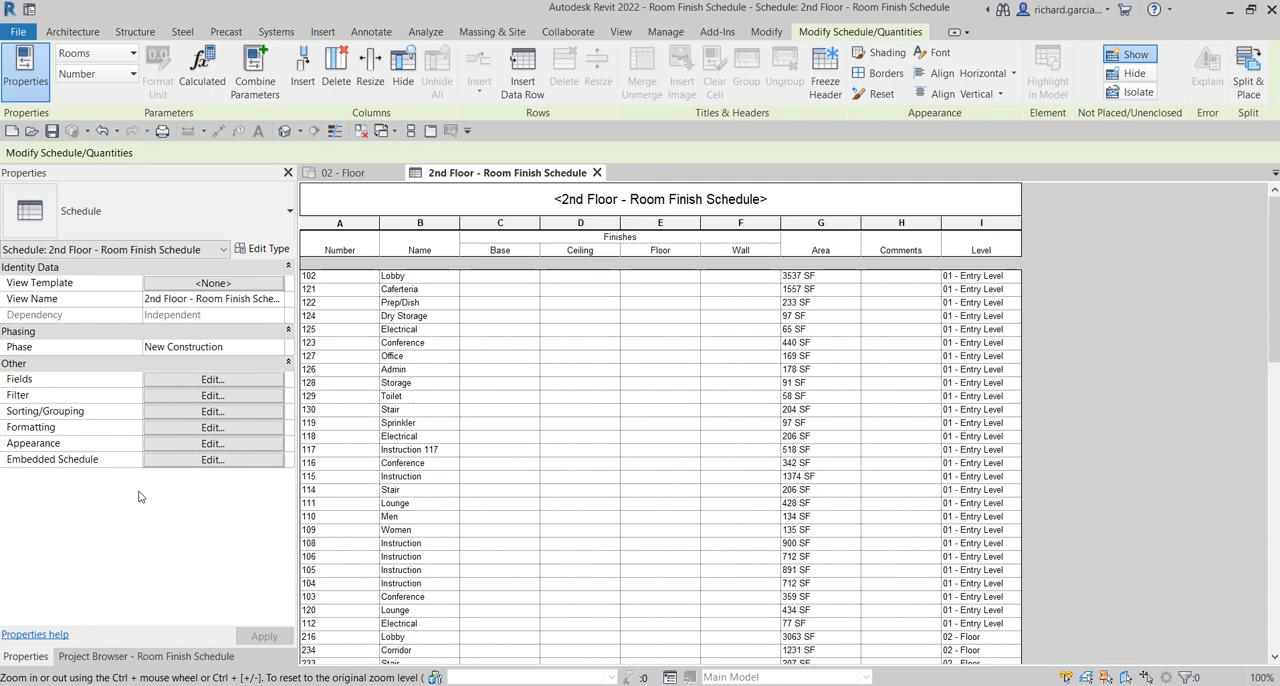 Autodesk Revit 2022 - Room Finish Schedule - Schedule: 2nd Floor - Room Finish Schedule
richard.garcia...
File Architecture Structure Steel Precast Systems Insert Annotate Analyze Massing & Site Collaborate View Manage Add-Ins Modify Modify Schedule/Quantities
Properties
Rooms
Number
Format Unit
Calculated
Combine Parameters
Insert Delete Resize Hide Unhide All
Insert
Insert Data Row
Delete Resize
Merge Unmerge
Insert Image
Clear Cell
Group Ungroup
Freeze Header
Shading Font
Borders Align Horizontal
Reset Align Vertical
Highlight in Model
Show
Hide
Isolate
Explain
Split & Place
Properties Parameters Columns Rows Titles & Headers Appearance Element Not Placed/Unenclosed Error Split
Modify Schedule/Quantities
Properties
02 - Floor
2nd Floor - Room Finish Schedule
Schedule
Schedule: 2nd Floor - Room Finish Schedule Edit Type
Identity Data
View Template <None>
View Name 2nd Floor - Room Finish Sche...
Dependency Independent
Phasing
Phase New Construction
Other
Fields Edit...
Filter Edit...
Sorting/Grouping Edit...
Formatting Edit...
Appearance Edit...
Embedded Schedule Edit...
Properties help Apply
Properties Project Browser - Room Finish Schedule
<2nd Floor - Room Finish Schedule>
A B C D E F G H I
Finishes
Number Name Base Ceiling Floor Wall Area Comments Level
102 Lobby 3537 SF 01 - Entry Level
121 Caferteria 1557 SF 01 - Entry Level
122 Prep/Dish 233 SF 01 - Entry Level
124 Dry Storage 97 SF 01 - Entry Level
125 Electrical 65 SF 01 - Entry Level
123 Conference 440 SF 01 - Entry Level
127 Office 169 SF 01 - Entry Level
126 Admin 178 SF 01 - Entry Level
128 Storage 91 SF 01 - Entry Level
129 Toilet 58 SF 01 - Entry Level
130 Stair 204 SF 01 - Entry Level
119 Sprinkler 97 SF 01 - Entry Level
118 Electrical 206 SF 01 - Entry Level
117 Instruction 117 518 SF 01 - Entry Level
116 Conference 342 SF 01 - Entry Level
115 Instruction 1374 SF 01 - Entry Level
114 Stair 206 SF 01 - Entry Level
111 Lounge 428 SF 01 - Entry Level
110 Men 134 SF 01 - Entry Level
109 Women 135 SF 01 - Entry Level
108 Instruction 900 SF 01 - Entry Level
106 Instruction 712 SF 01 - Entry Level
105 Instruction 891 SF 01 - Entry Level
104 Instruction 712 SF 01 - Entry Level
103 Conference 359 SF 01 - Entry Level
120 Lounge 434 SF 01 - Entry Level
112 Electrical 77 SF 01 - Entry Level
216 Lobby 3063 SF 02 - Floor
234 Corridor 1231 SF 02 - Floor
233 Stair 207 SF 02 - Floor
Zoom in or out using the Ctrl + mouse wheel or Ctrl + [+/-]. To reset to the original zoom level (
:0
Main Model
:0
100%